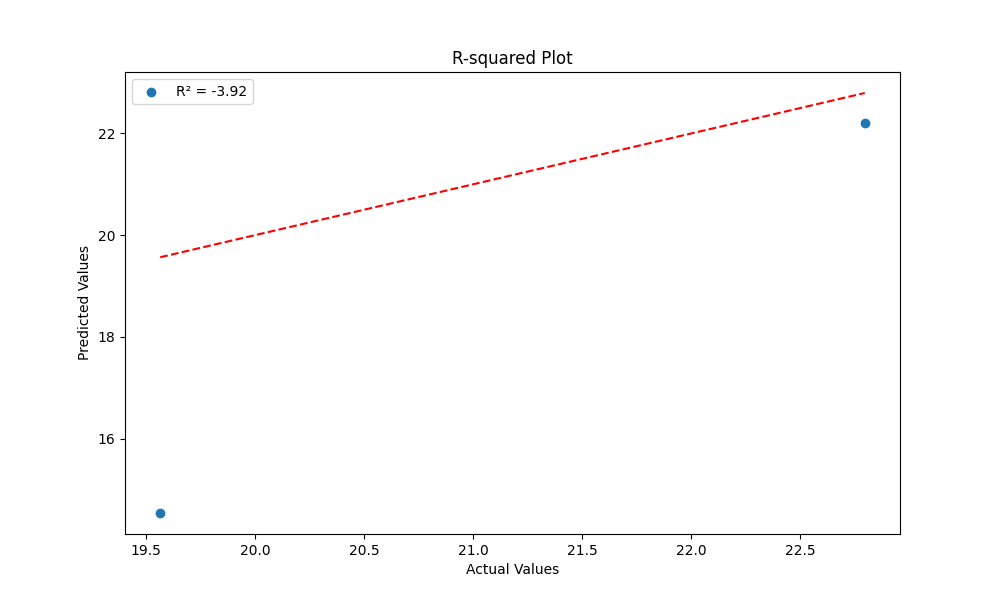 R-squared Plot
R² = -3.92
Predicted Values
22
20
18
16
19.5 20.0 20.5 21.0 21.5 22.0 22.5
Actual Values